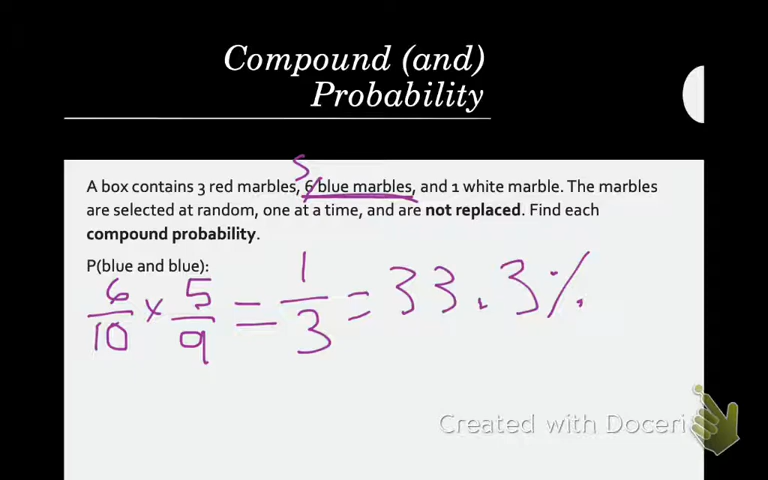 Compound (and)
Probability
5
A box contains 3 red marbles, 6 blue marbles, and 1 white marble. The marbles
are selected at random, one at a time, and are not replaced. Find each
compound probability.
P(blue and blue):
6/10 × 5/9 = 1/3 = 33.3%
Created with Doceri